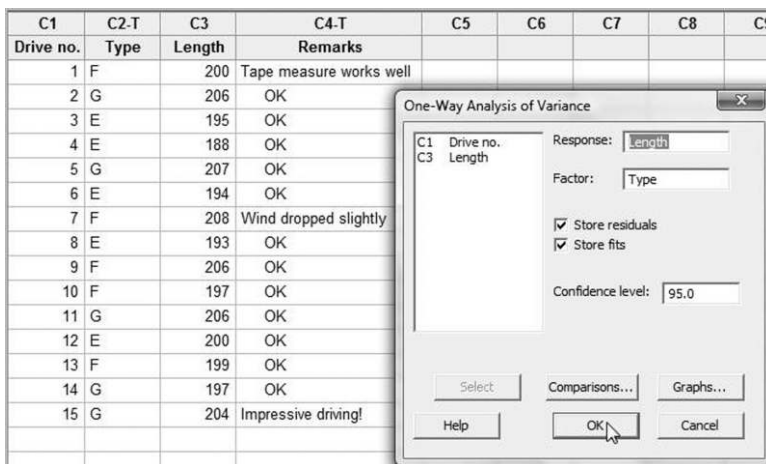 C1 C2-T C3 C4-T C5 C6 C7 C8
Drive no. Type Length Remarks
1 F 200 Tape measure works well
2 G 206 OK
3 E 195 OK
4 E 188 OK
5 G 207 OK
6 E 194 OK
7 F 208 Wind dropped slightly
8 E 193 OK
9 F 206 OK
10 F 197 OK
11 G 206 OK
12 E 200 OK
13 F 199 OK
14 G 197 OK
15 G 204 Impressive driving!
One-Way Analysis of Variance
C1 Drive no.
C3 Length
Response: Length
Factor: Type
Store residuals
Store fits
Confidence level: 95.0
Select Comparisons... Graphs...
Help OK Cancel